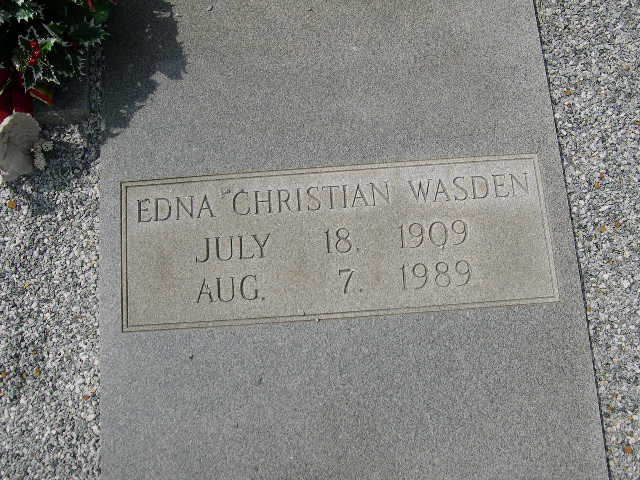 EDNA CHRISTIAN WASDEN
JULY 18. 1909
AUG. 7. 1989